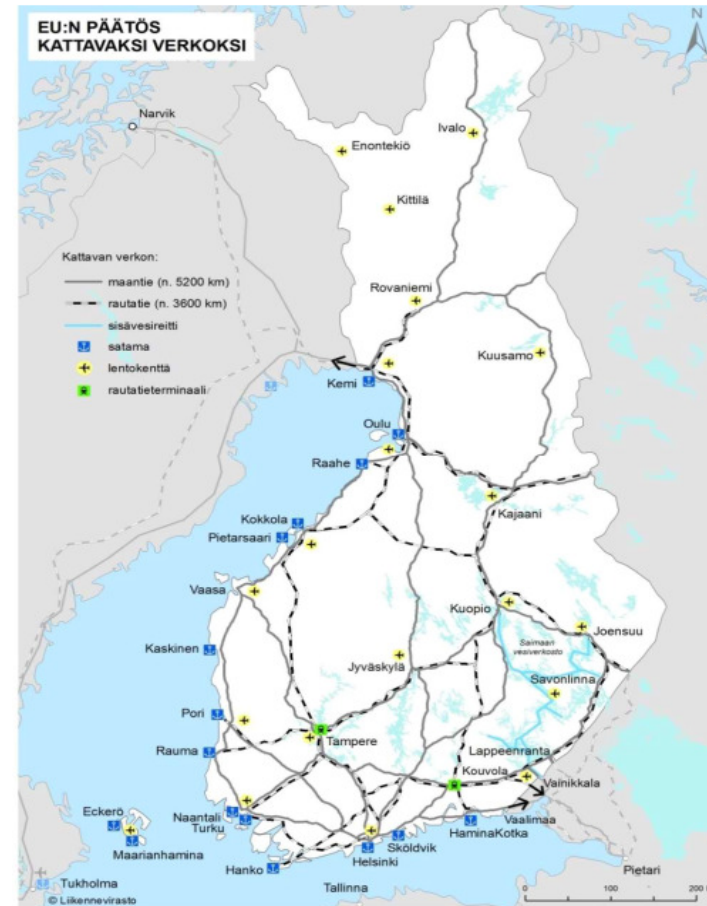 EU:N PÄÄTÖS
KATTAVAKSI VERKOKSI
N
Narvik
Ivalo
Enontekiö
Kittilä
Kattavan verkon:
maantie (n. 5200 km)
rautatie (n. 3600 km)
sisävesireitti
satama
lentokenttä
rautatieterminaali
Rovaniemi
Kuusamo
Kemi
Oulu
Raahe
Kajaani
Kokkola
Pietarsaari
Vaasa
Kuopio
Joensuu
Saimaan
vesiverkosto
Kaskinen
Jyväskylä
Savonlinna
Pori
Tampere
Rauma
Lappeenranta
Kouvola
Vainikkala
Eckerö
Naantali
Turku
Vaalimaa
HaminaKotka
Sköldvik
Maarianhamina
Helsinki
Hanko
Pietari
Tukholma
Tallinna
© Liikennevirasto
0 50 100 150 200
km